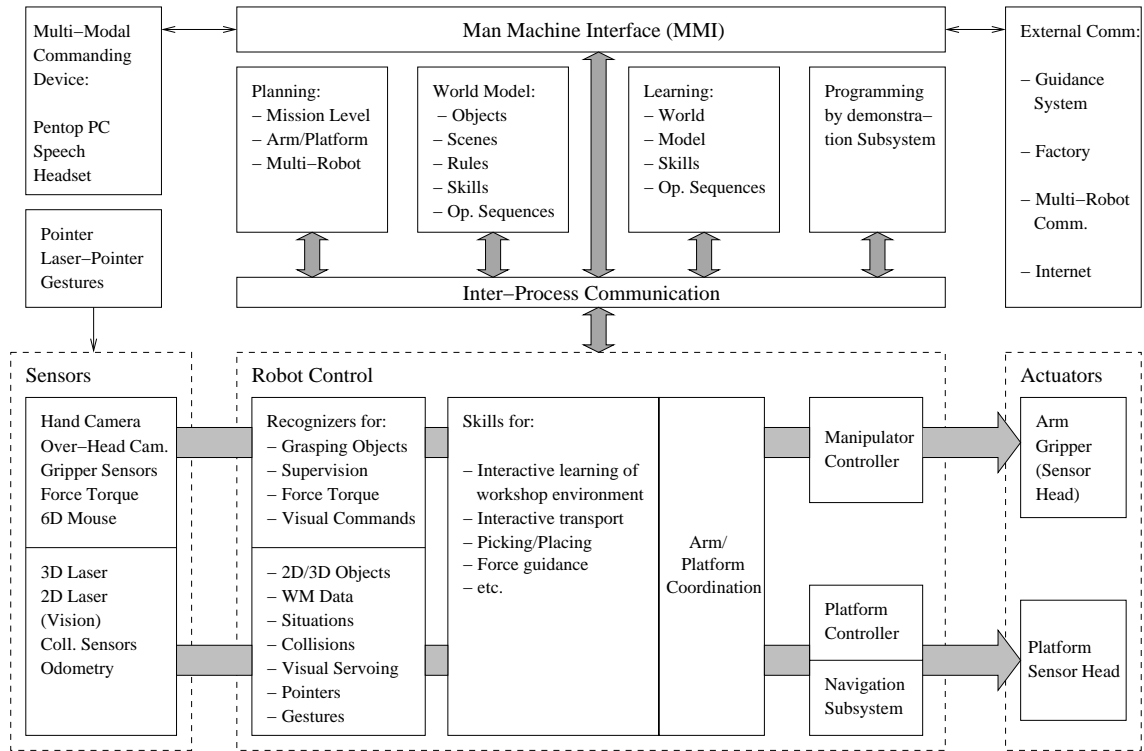 Multi−Modal
Commanding
Device:
Pentop PC
Speech
Headset
Pointer
Laser−Pointer
Gestures
Man Machine Interface (MMI)
Planning:
− Mission Level
− Arm/Platform
− Multi−Robot
World Model:
− Objects
− Scenes
− Rules
− Skills
− Op. Sequences
Learning:
− World
− Model
− Skills
− Op. Sequences
Programming
by demonstra−
tion Subsystem
Inter−Process Communication
External Comm:
− Guidance
System
− Factory
− Multi−Robot
Comm.
− Internet
Sensors
Hand Camera
Over−Head Cam.
Gripper Sensors
Force Torque
6D Mouse
3D Laser
2D Laser
(Vision)
Coll. Sensors
Odometry
Robot Control
Recognizers for:
− Grasping Objects
− Supervision
− Force Torque
− Visual Commands
− 2D/3D Objects
− WM Data
− Situations
− Collisions
− Visual Servoing
− Pointers
− Gestures
Skills for:
− Interactive learning of
workshop environment
− Interactive transport
− Picking/Placing
− Force guidance
− etc.
Arm/
Platform
Coordination
Manipulator
Controller
Platform
Controller
Navigation
Subsystem
Actuators
Arm
Gripper
(Sensor
Head)
Platform
Sensor Head